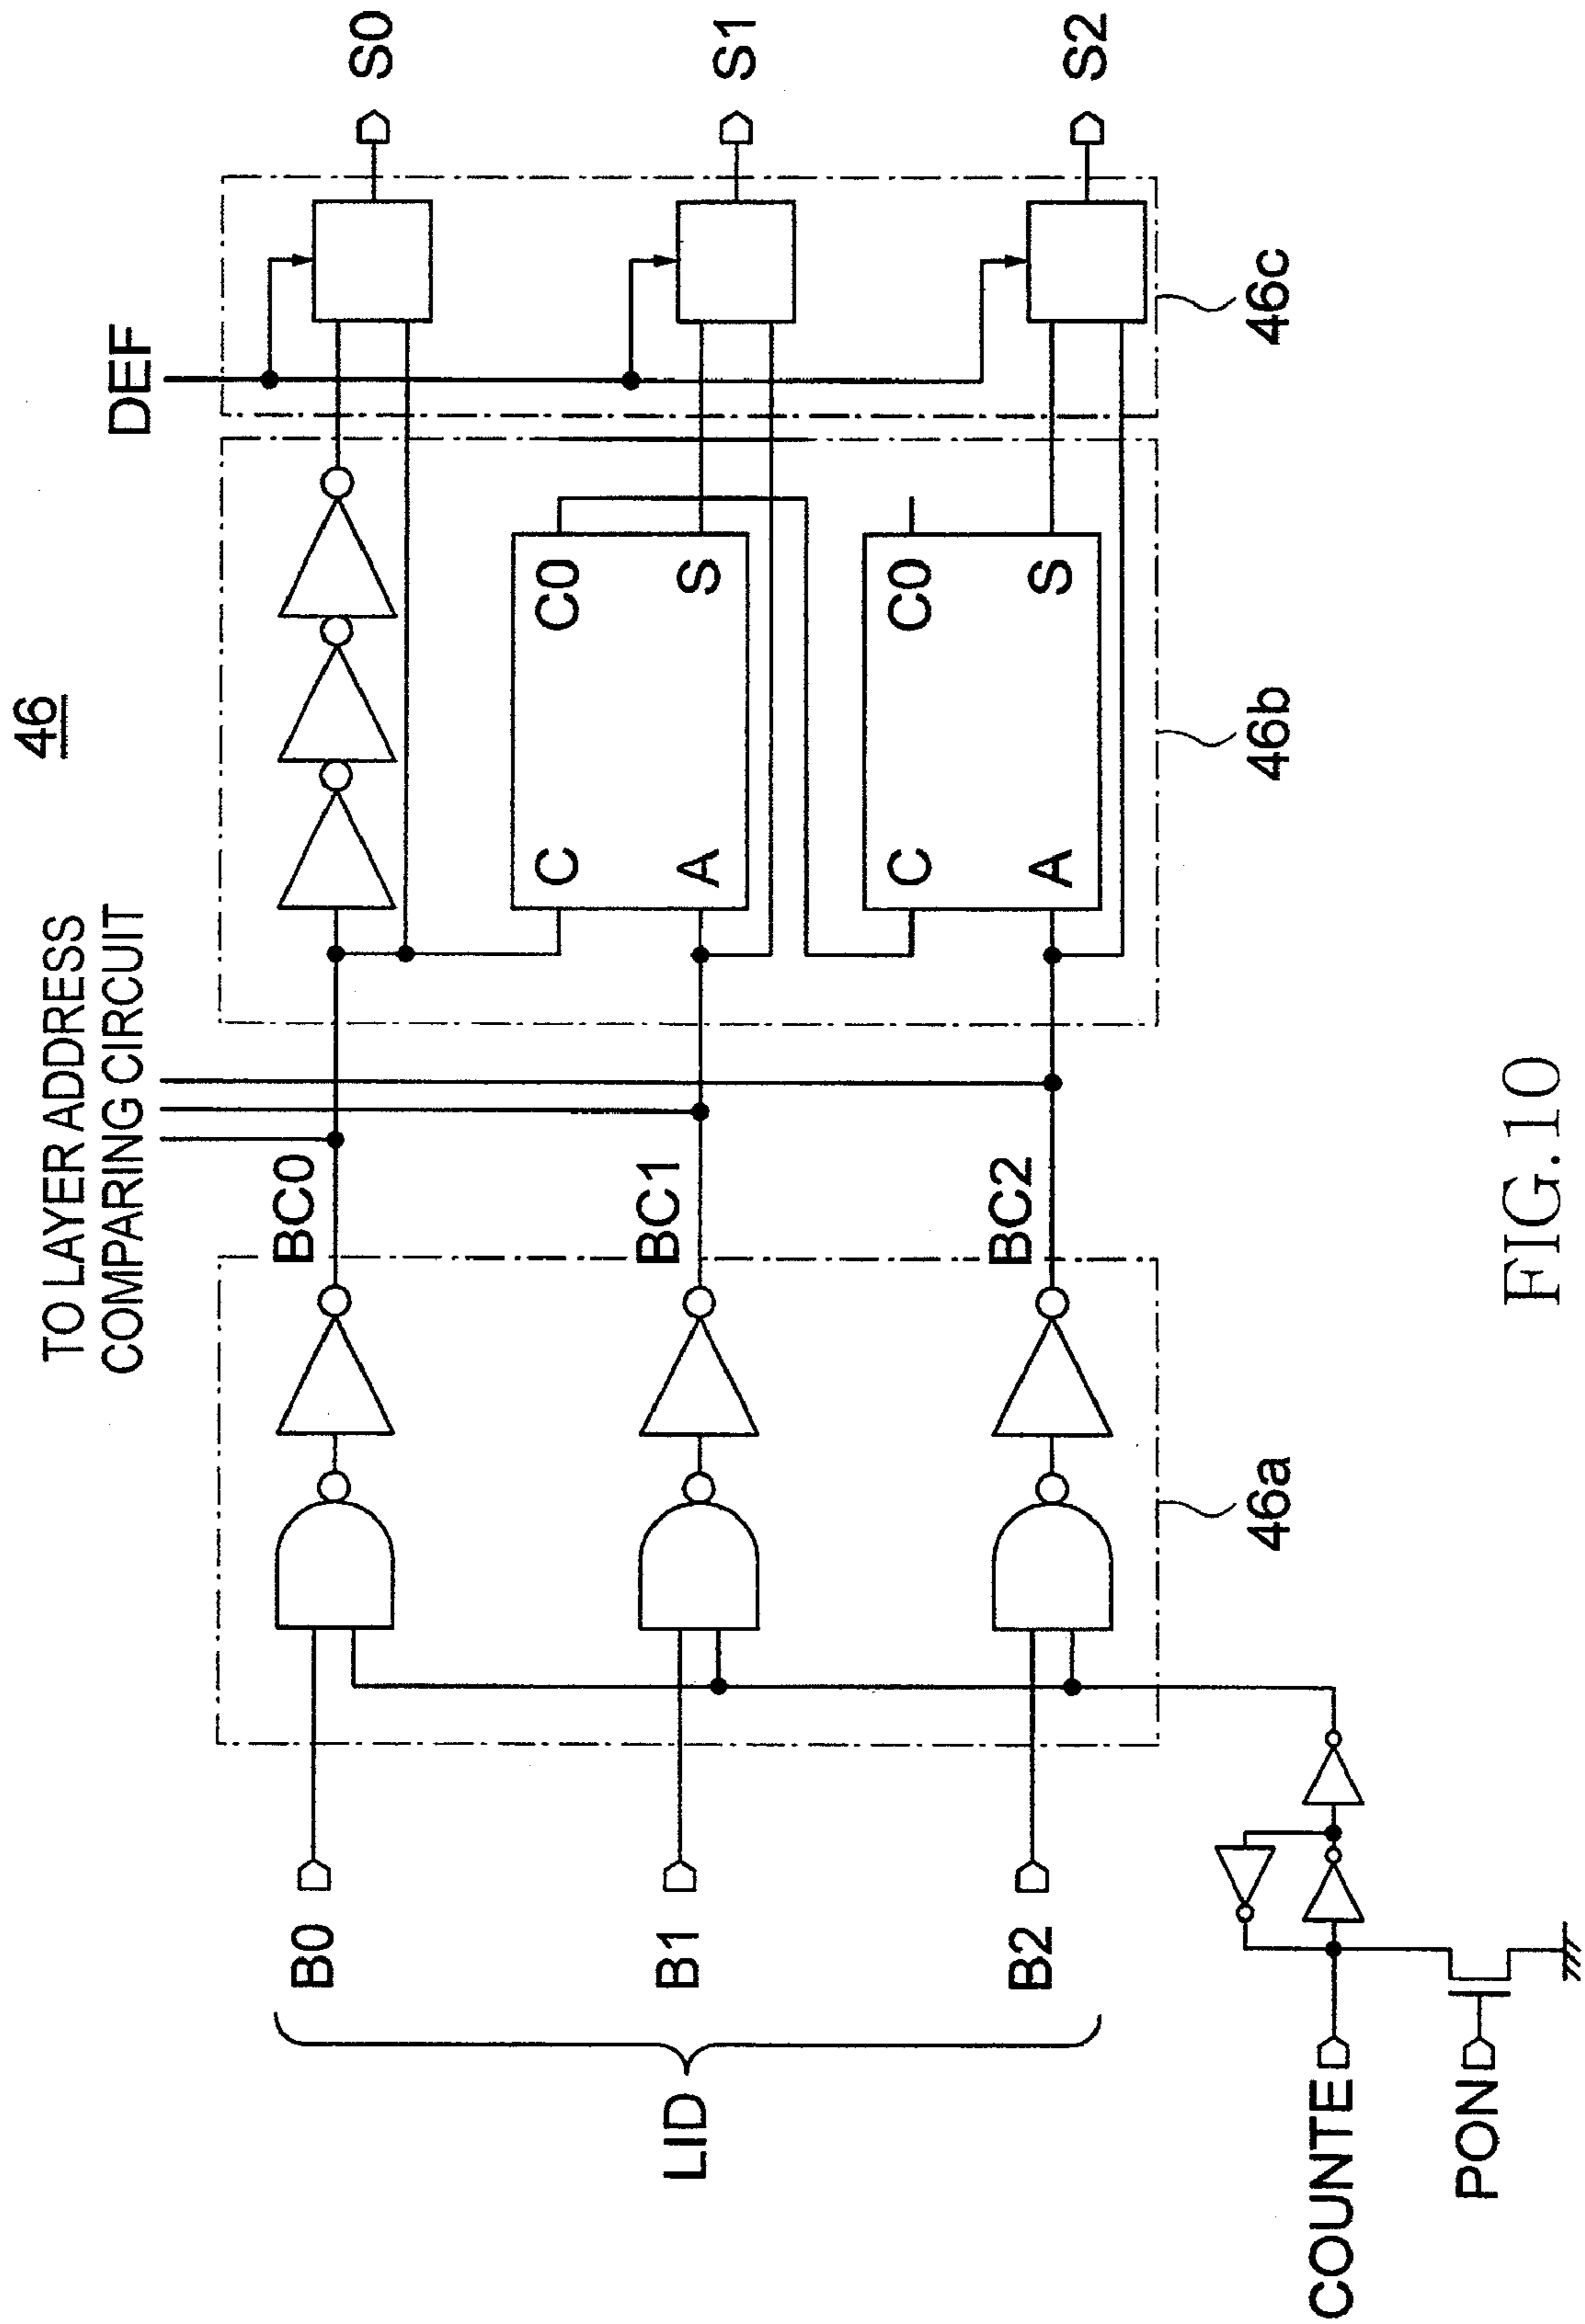 46
TO LAYER ADDRESS
COMPARING CIRCUIT
DEF
B0
BC0
S0
C
C0
LID
B1
BC1
A
S
S1
C
C0
B2
BC2
A
S
S2
46a
46b
46c
COUNTE
PON
FIG.10